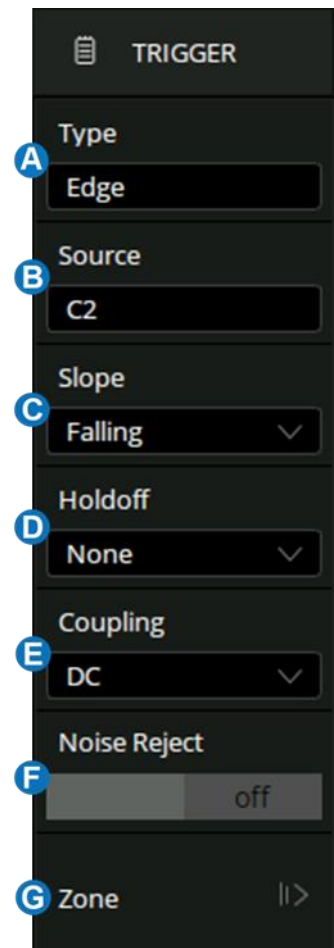 TRIGGER
Type
A
Edge
Source
B
C2
Slope
C
Falling
Holdoff
D
None
Coupling
E
DC
Noise Reject
F
off
G Zone